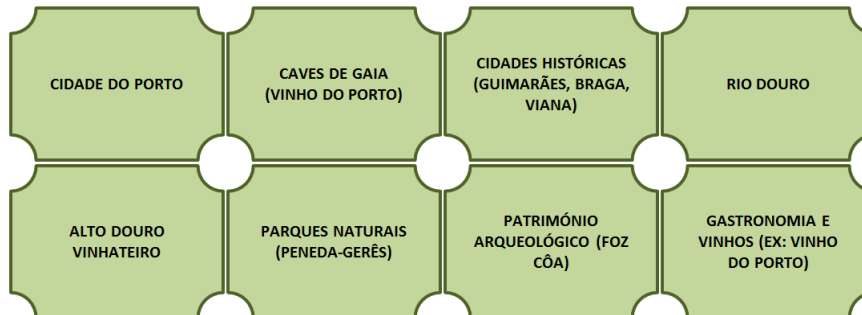 CIDADE DO PORTO
CAVES DE GAIA
(VINHO DO PORTO)
CIDADES HISTÓRICAS
(GUIMARÃES, BRAGA,
VIANA)
RIO DOURO
ALTO DOURO
VINHATEIRO
PARQUES NATURAIS
(PENEDA-GERÊS)
PATRIMÓNIO
ARQUEOLÓGICO (FOZ
CÔA)
GASTRONOMIA E
VINHOS (EX: VINHO
DO PORTO)